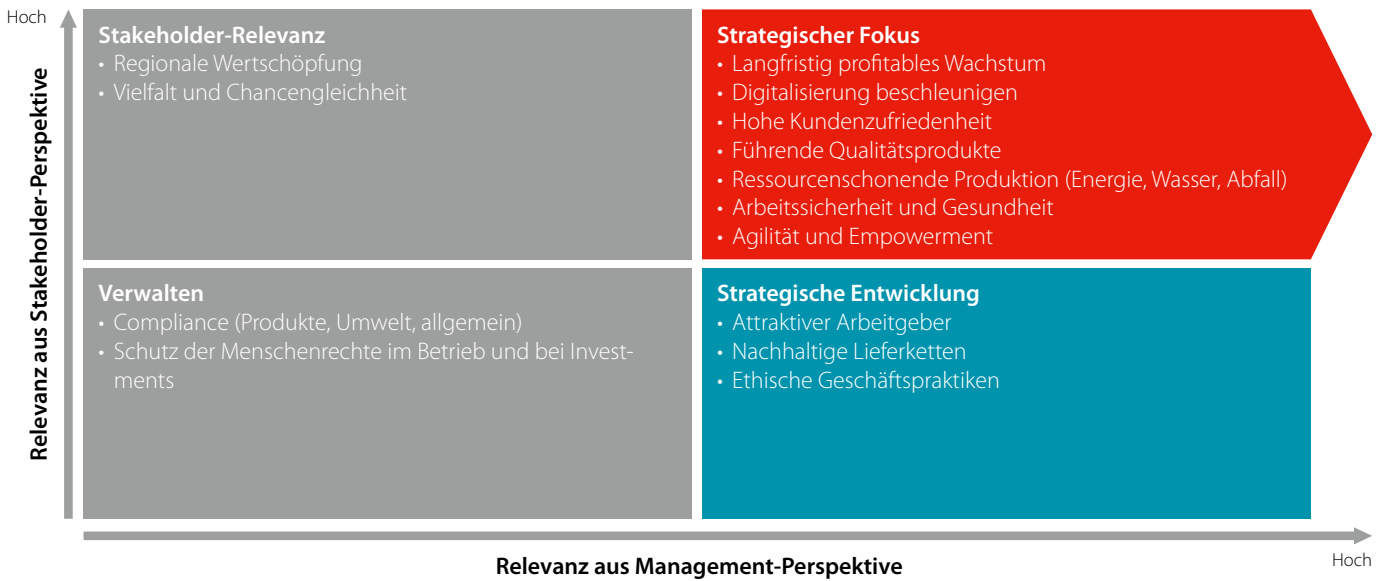 Hoch
Relevanz aus Stakeholder-Perspektive
Stakeholder-Relevanz
• Regionale Wertschöpfung
• Vielfalt und Chancengleichheit
Strategischer Fokus
• Langfristig profitables Wachstum
• Digitalisierung beschleunigen
• Hohe Kundenzufriedenheit
• Führende Qualitätsprodukte
• Ressourcenschonende Produktion (Energie, Wasser, Abfall)
• Arbeitssicherheit und Gesundheit
• Agilität und Empowerment
Verwalten
• Compliance (Produkte, Umwelt, allgemein)
• Schutz der Menschenrechte im Betrieb und bei Invest-
ments
Strategische Entwicklung
• Attraktiver Arbeitgeber
• Nachhaltige Lieferketten
• Ethische Geschäftspraktiken
Relevanz aus Management-Perspektive
Hoch